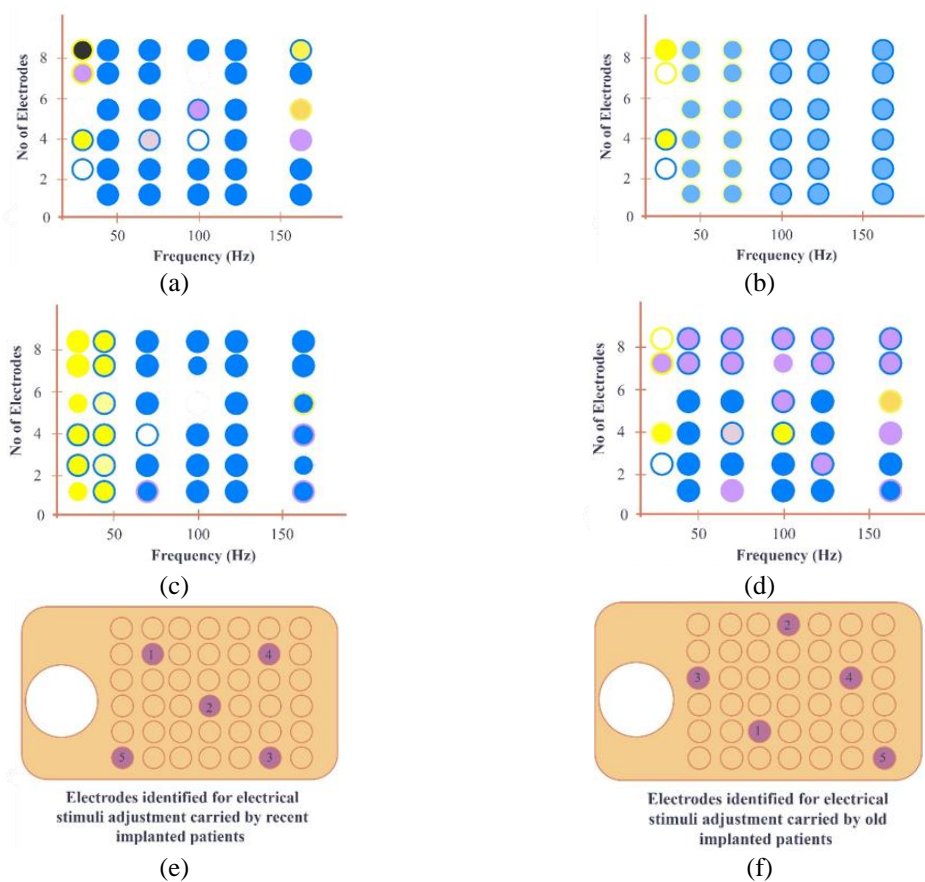 No of Electrodes
8
6
4
2
0
50
100
150
Frequency (Hz)
(a)
No of Electrodes
8
6
4
2
0
50
100
150
Frequency (Hz)
(b)
No of Electrodes
8
6
4
2
0
50
100
150
Frequency (Hz)
(c)
No of Electrodes
8
6
4
2
0
50
100
150
Frequency (Hz)
(d)
1
4
2
5
3
Electrodes identified for electrical
stimuli adjustment carried by recent
implanted patients
(e)
2
3
4
1
5
Electrodes identified for electrical
stimuli adjustment carried by old
implanted patients
(f)